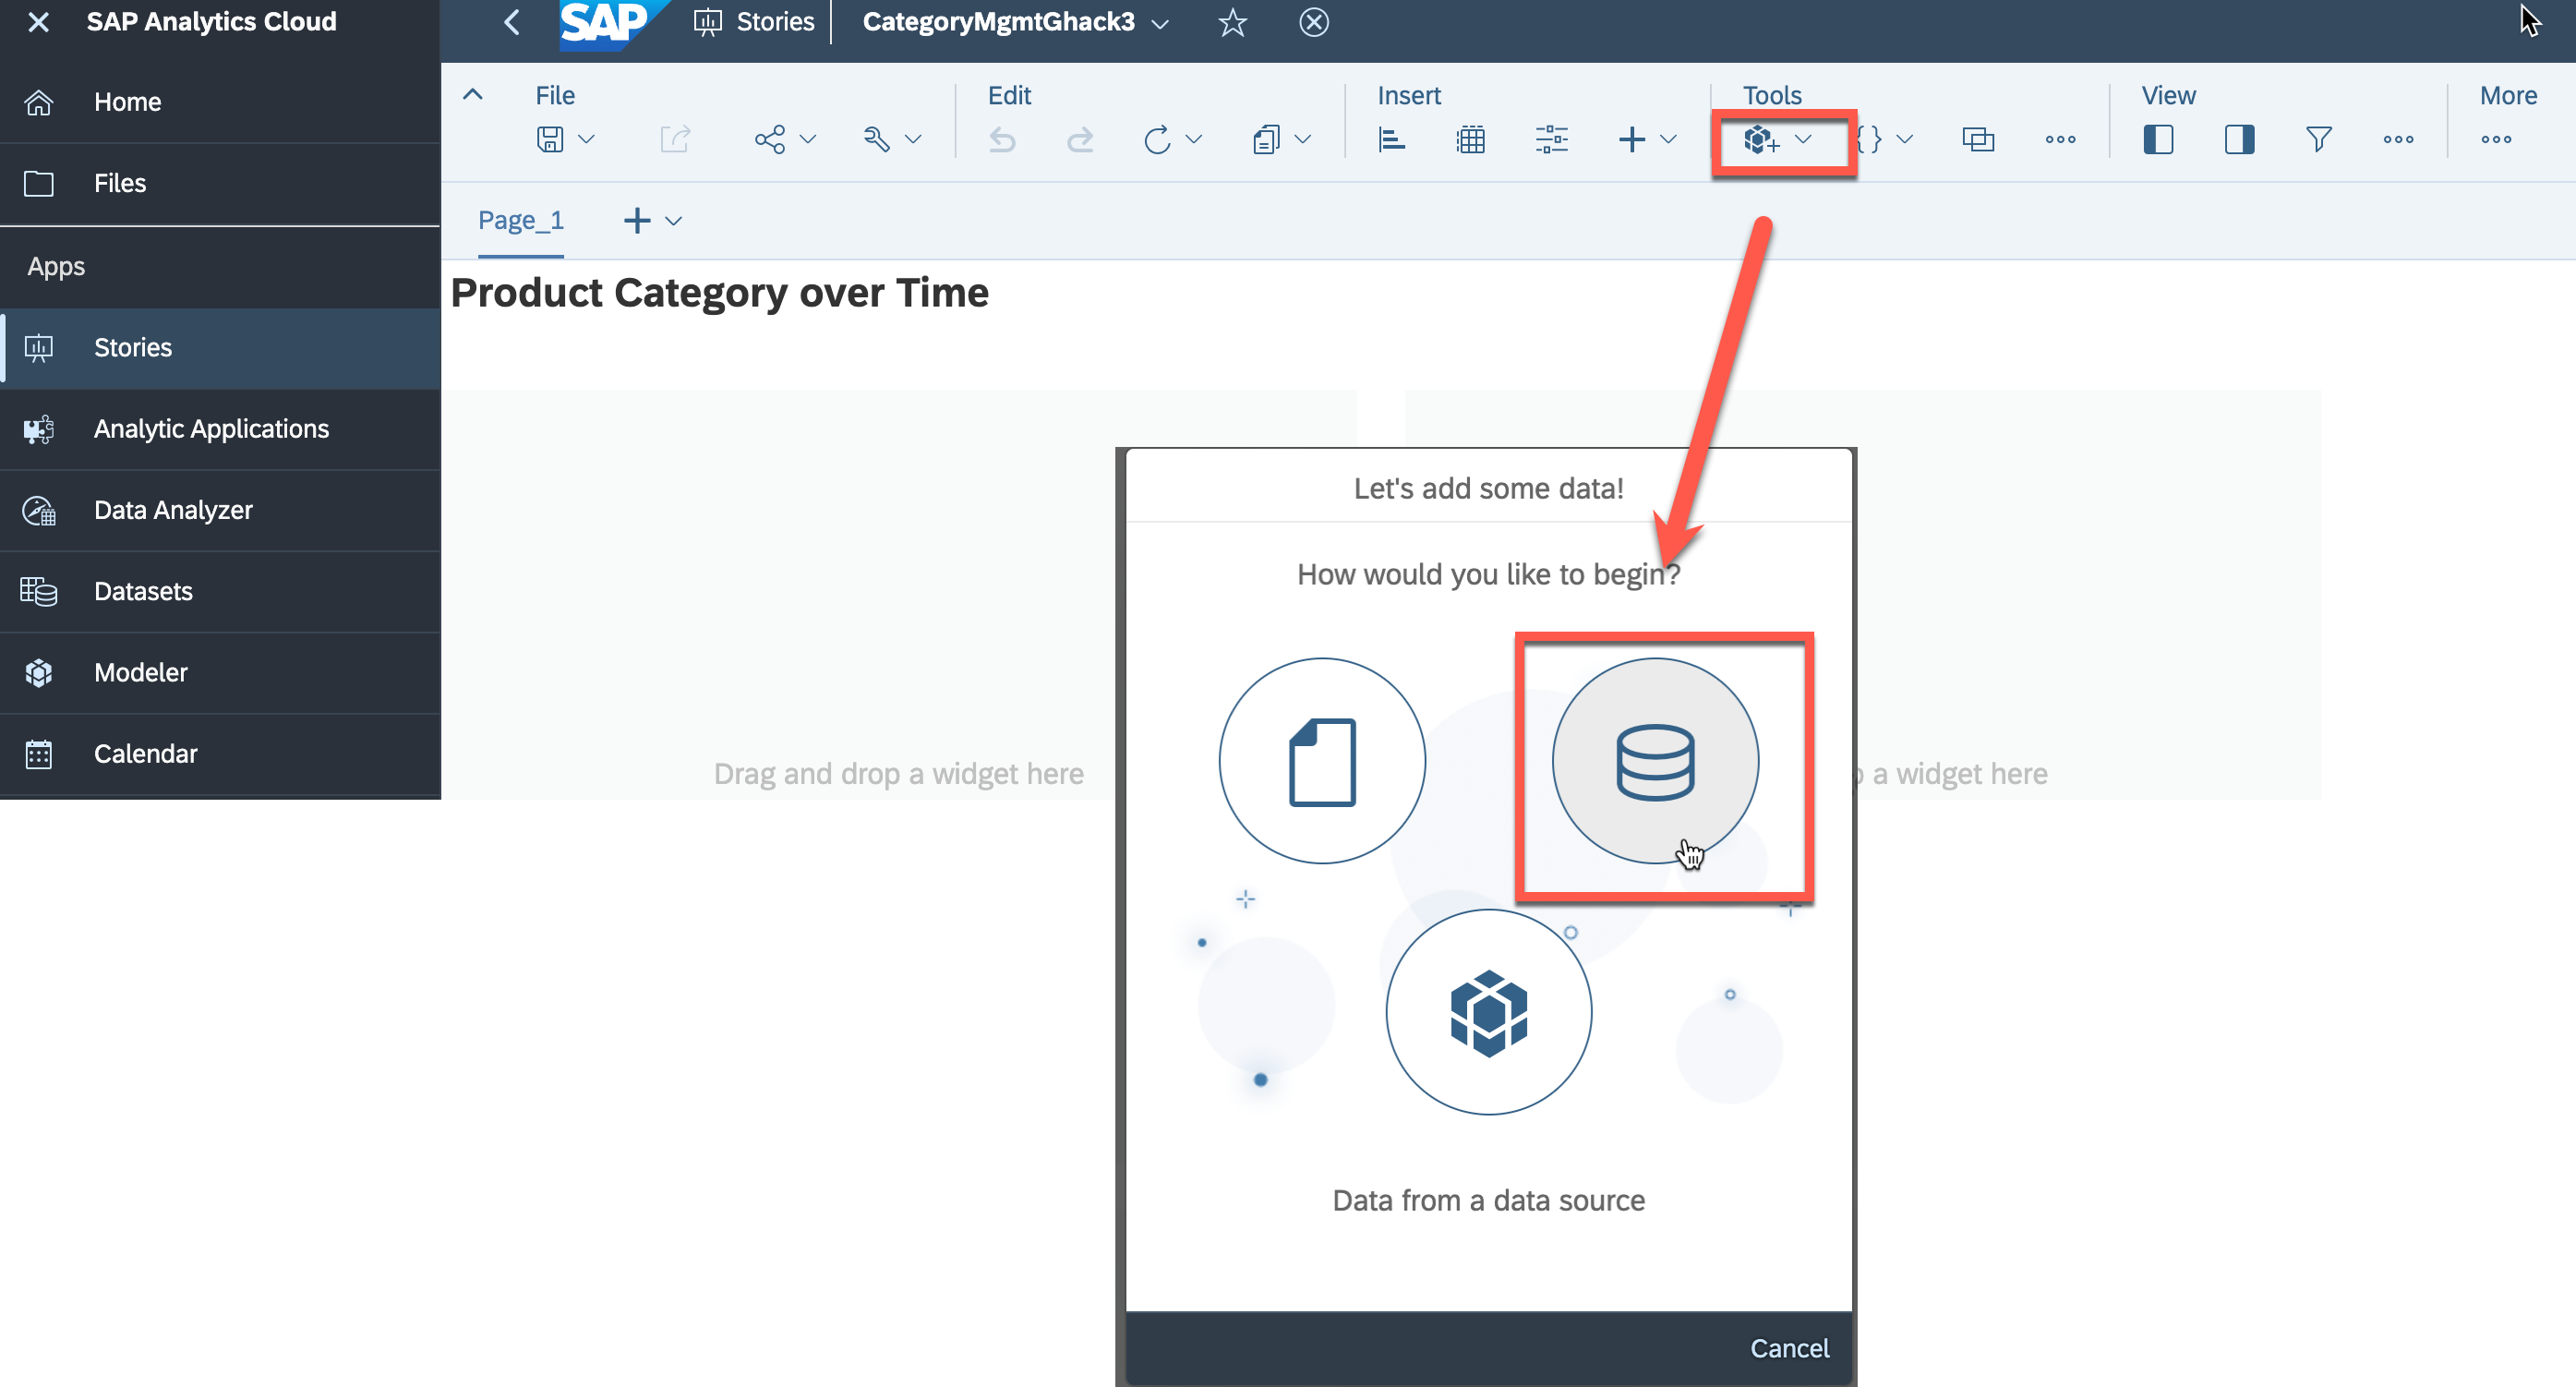 SAP Analytics Cloud
SAP
Stories
CategoryMgmtGhack3
Home
Files
Apps
Stories
Analytic Applications
Data Analyzer
Datasets
Modeler
Calendar
File
Edit
Insert
Tools
View
More
Page_1
Product Category over Time
Drag and drop a widget here
a widget here
Let's add some data!
How would you like to begin?
Data from a data source
Cancel